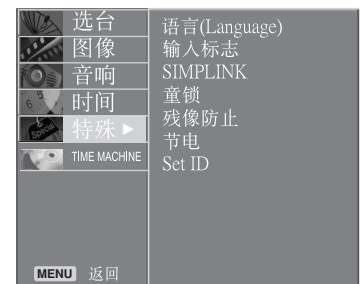 选台
图像
音响
时间
特殊 ►
TIME MACHINE
MENU 返回
语言(Language)
输入标志
SIMPLINK
童锁
残像防止
节电
Set ID